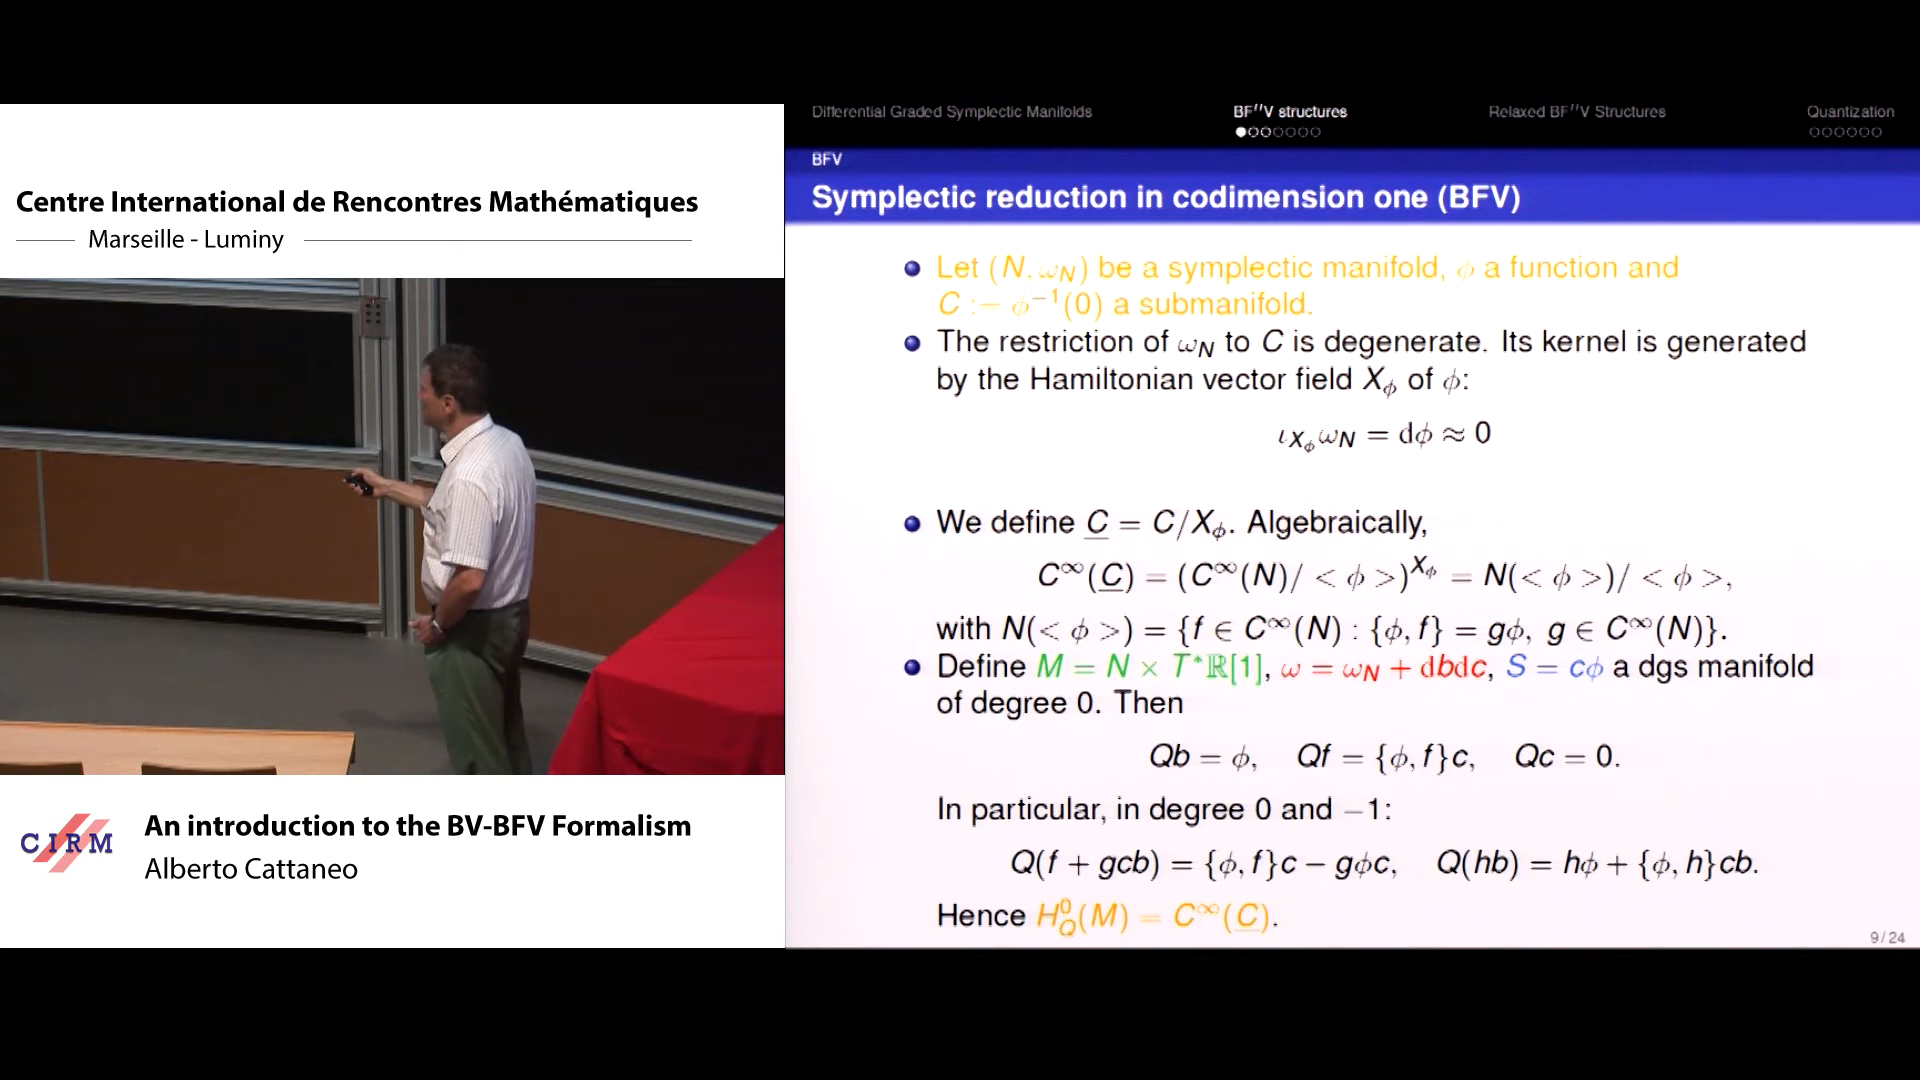 Centre International de Rencontres Mathématiques
Marseille - Luminy
CIRM
An introduction to the BV-BFV Formalism
Alberto Cattaneo
Differential Graded Symplectic Manifolds BF′′V structures Relaxed BF′′V Structures Quantization
BFV
Symplectic reduction in codimension one (BFV)
Let (N, ω_N) be a symplectic manifold, ϕ a function and
C := ϕ⁻¹(0) a submanifold.
The restriction of ω_N to C is degenerate. Its kernel is generated
by the Hamiltonian vector field X_ϕ of ϕ:
ι_{X_ϕ} ω_N = dϕ ≈ 0
We define C̲ = C/X_ϕ. Algebraically,
C^∞(C̲) = (C^∞(N)/ < ϕ >)^{X_ϕ} = N(< ϕ >)/ < ϕ >,
with N(< ϕ >) = {f ∈ C^∞(N) : {ϕ, f} = gϕ, g ∈ C^∞(N)}.
Define M = N × T*ℝ[1], ω = ω_N + dbdc, S = cϕ a dgs manifold
of degree 0. Then
Qb = ϕ, Qf = {ϕ, f}c, Qc = 0.
In particular, in degree 0 and −1:
Q(f + gcb) = {ϕ, f}c − gϕc, Q(hb) = hϕ + {ϕ, h}cb.
Hence H_Q^0(M) = C^∞(C̲).
9/24